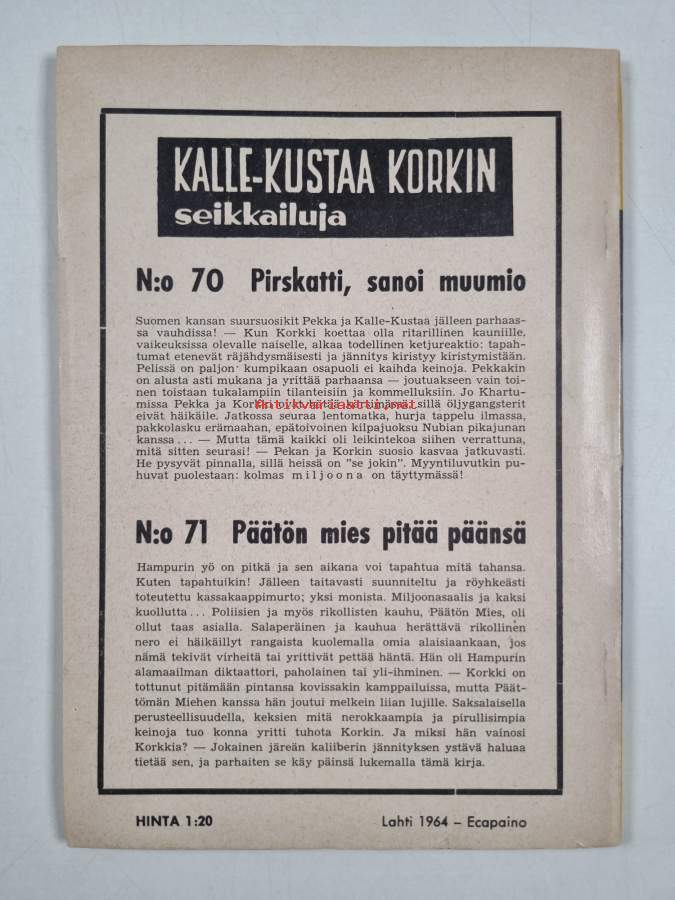 KALLE-KUSTAA KORKIN
seikkailuja
N:o 70 Pirskatti, sanoi muumio
Suomen kansan suursuosikit Pekka ja Kalle-Kustaa jälleen parhaas-
sa vauhdissa! — Kun Korkki koettaa olla ritarillinen kauniille,
vaikeuksissa olevalle naiselle, alkaa todellinen ketjureaktio: tapah-
tumat etenevät räjähdysmäisesti ja jännitys kiristyy kiristymistään.
Pelissä on paljon kumpikaan osapuoli ei kaihda keinoja. Pekkakin
on alusta asti mukana ja yrittää parhaansa — joutuakseen vain toi-
nen toistaan tukalampiin tilanteisiin ja kommelluksiin. Jo Khartu-
missa Pekka ja Korkki sillä öljygangsterit
Antikvariaatti.net
eivät häikäile. Jatkossa seuraa lentomatka, hurja tappelu ilmassa,
pakkolasku erämaahan, epätoivoinen kilpajuoksu Nubian pikajunan
kanssa... — Mutta tämä kaikki oli leikintekoa siihen verrattuna,
mitä sitten seurasi! — Pekan ja Korkin suosio kasvaa jatkuvasti.
He pysyvät pinnalla, sillä heissä on "se jokin". Myyntiluvutkin pu-
huvat puolestaan: kolmas miljoona on täyttymässä!
N:o 71 Päätön mies pitää päänsä
Hampurin yö on pitkä ja sen aikana voi tapahtua mitä tahansa.
Kuten tapahtuikin! Jälleen taitavasti suunniteltu ja röyhkeästi
toteutettu kassakaappimurto; yksi monista. Miljoonasaalis ja kaksi
kuollutta... Poliisien ja myös rikollisten kauhu, Päätön Mies, oli
ollut taas asialla. Salaperäinen ja kauhua herättävä rikollinen
nero ei häikäillyt rangaista kuolemalla omia alaisiaankaan, jos
nämä tekivät virheitä tai yrittivät pettää häntä. Hän oli Hampurin
alamaailman diktaattori, paholainen tai yli-ihminen. — Korkki on
tottunut pitämään pintansa kovissakin kamppailuissa, mutta Päät-
tömän Miehen kanssa hän joutui melkein liian lujille. Saksalaisella
perusteellisuudella, keksien mitä nerokkaampia ja pirullisimpia
keinoja tuo konna yritti tuhota Korkin. Ja miksi hän vainosi
Korkkia? — Jokainen järeän kaliiberin jännityksen ystävä haluaa
tietää sen, ja parhaiten se käy päinsä lukemalla tämä kirja.
HINTA 1:20
Lahti 1964 – Ecapaino